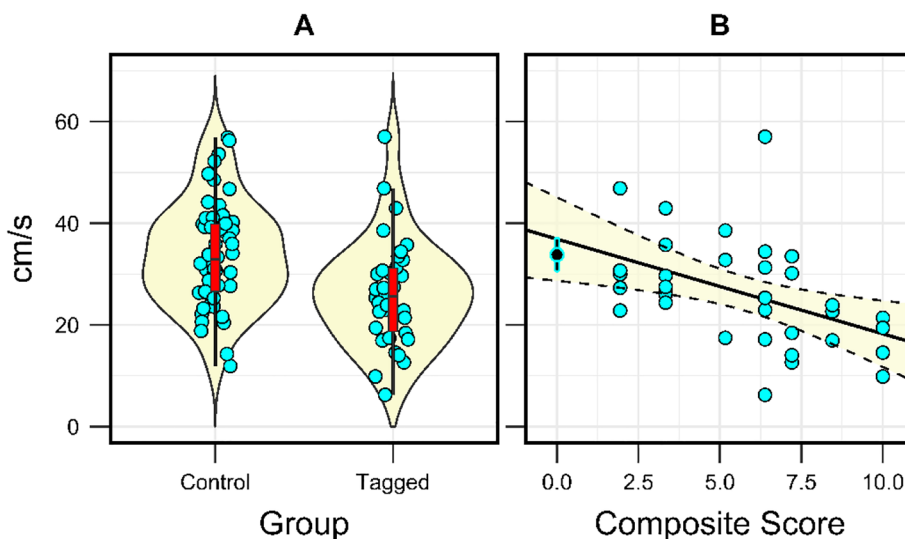 A
B
cm/s
60
40
20
0
Control
Tagged
0.0
2.5
5.0
7.5
10.0
Group
Composite Score